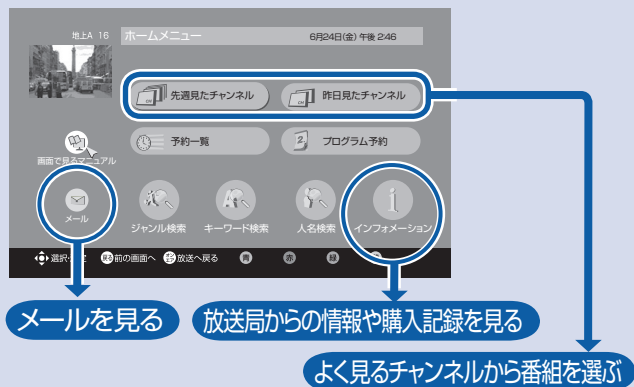 地上A 16 ホームメニュー 6月24日(金) 午後 2:46
先週見たチャンネル 昨日見たチャンネル
予約一覧 プログラム予約
画面で見るマニュアル
メール ジャンル検索 キーワード検索 人名検索 インフォメーション
選択・ 戻る 前の画面へ 放送へ戻る 青 赤 緑
メールを見る 放送局からの情報や購入記録を見る
よく見るチャンネルから番組を選ぶ